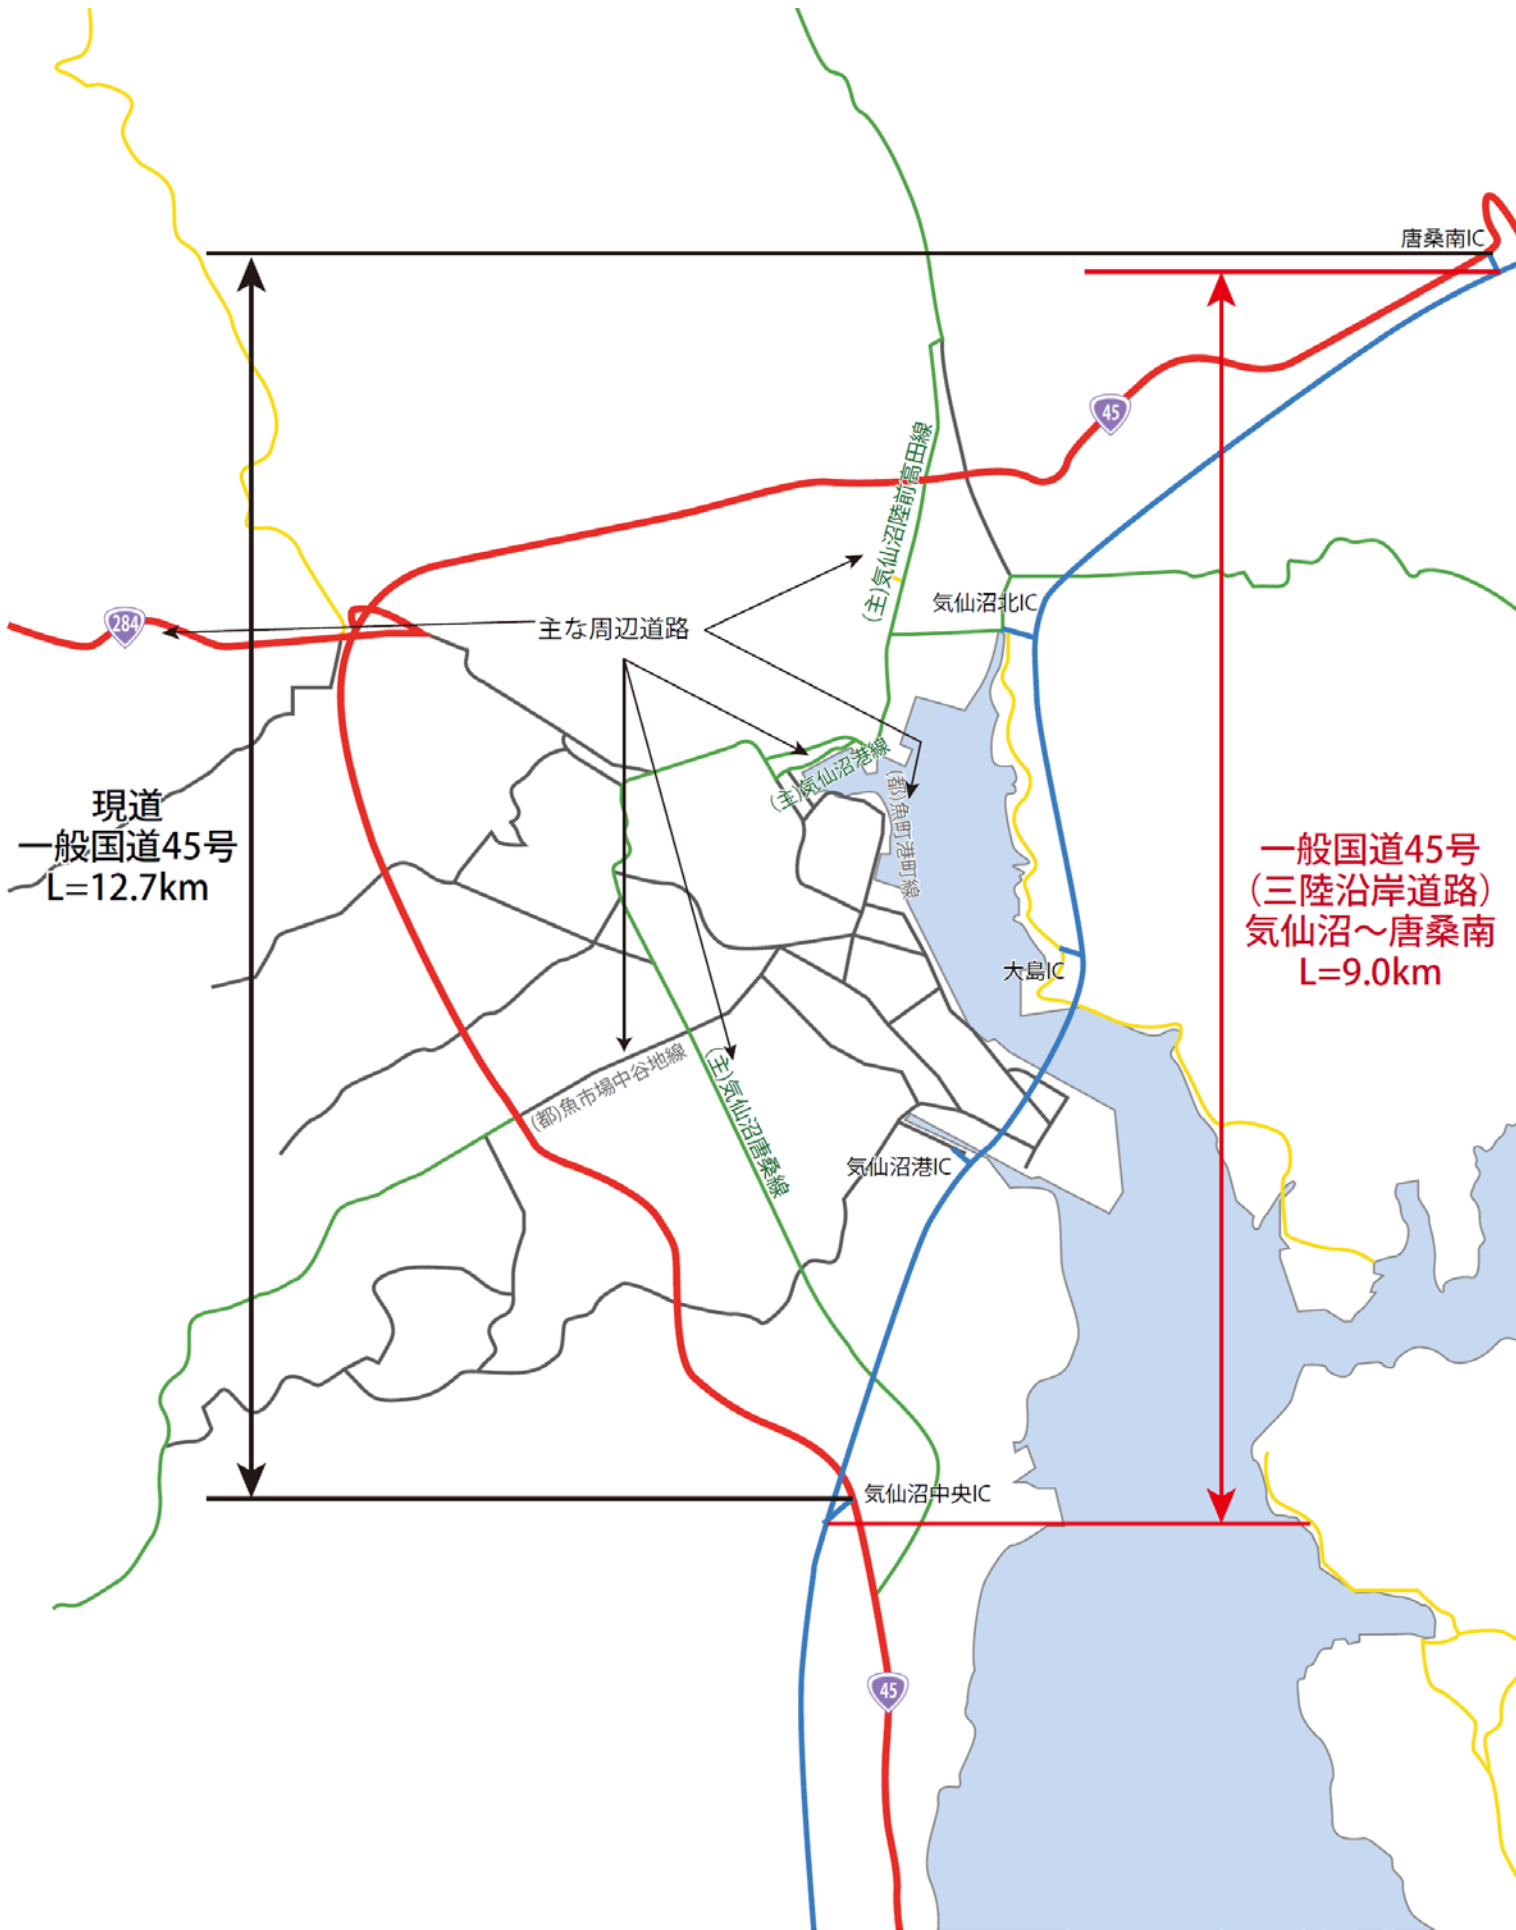 唐桑南IC
45
(主)気仙沼陸前高田線
気仙沼北IC
284
主な周辺道路
(主)気仙沼港線
(都)魚町港町線
現道
一般国道45号
L=12.7km
一般国道45号
（三陸沿岸道路）
気仙沼～唐桑南
L=9.0km
大島IC
(都)魚市場中谷地線
(主)気仙沼唐桑線
気仙沼港IC
気仙沼中央IC
45